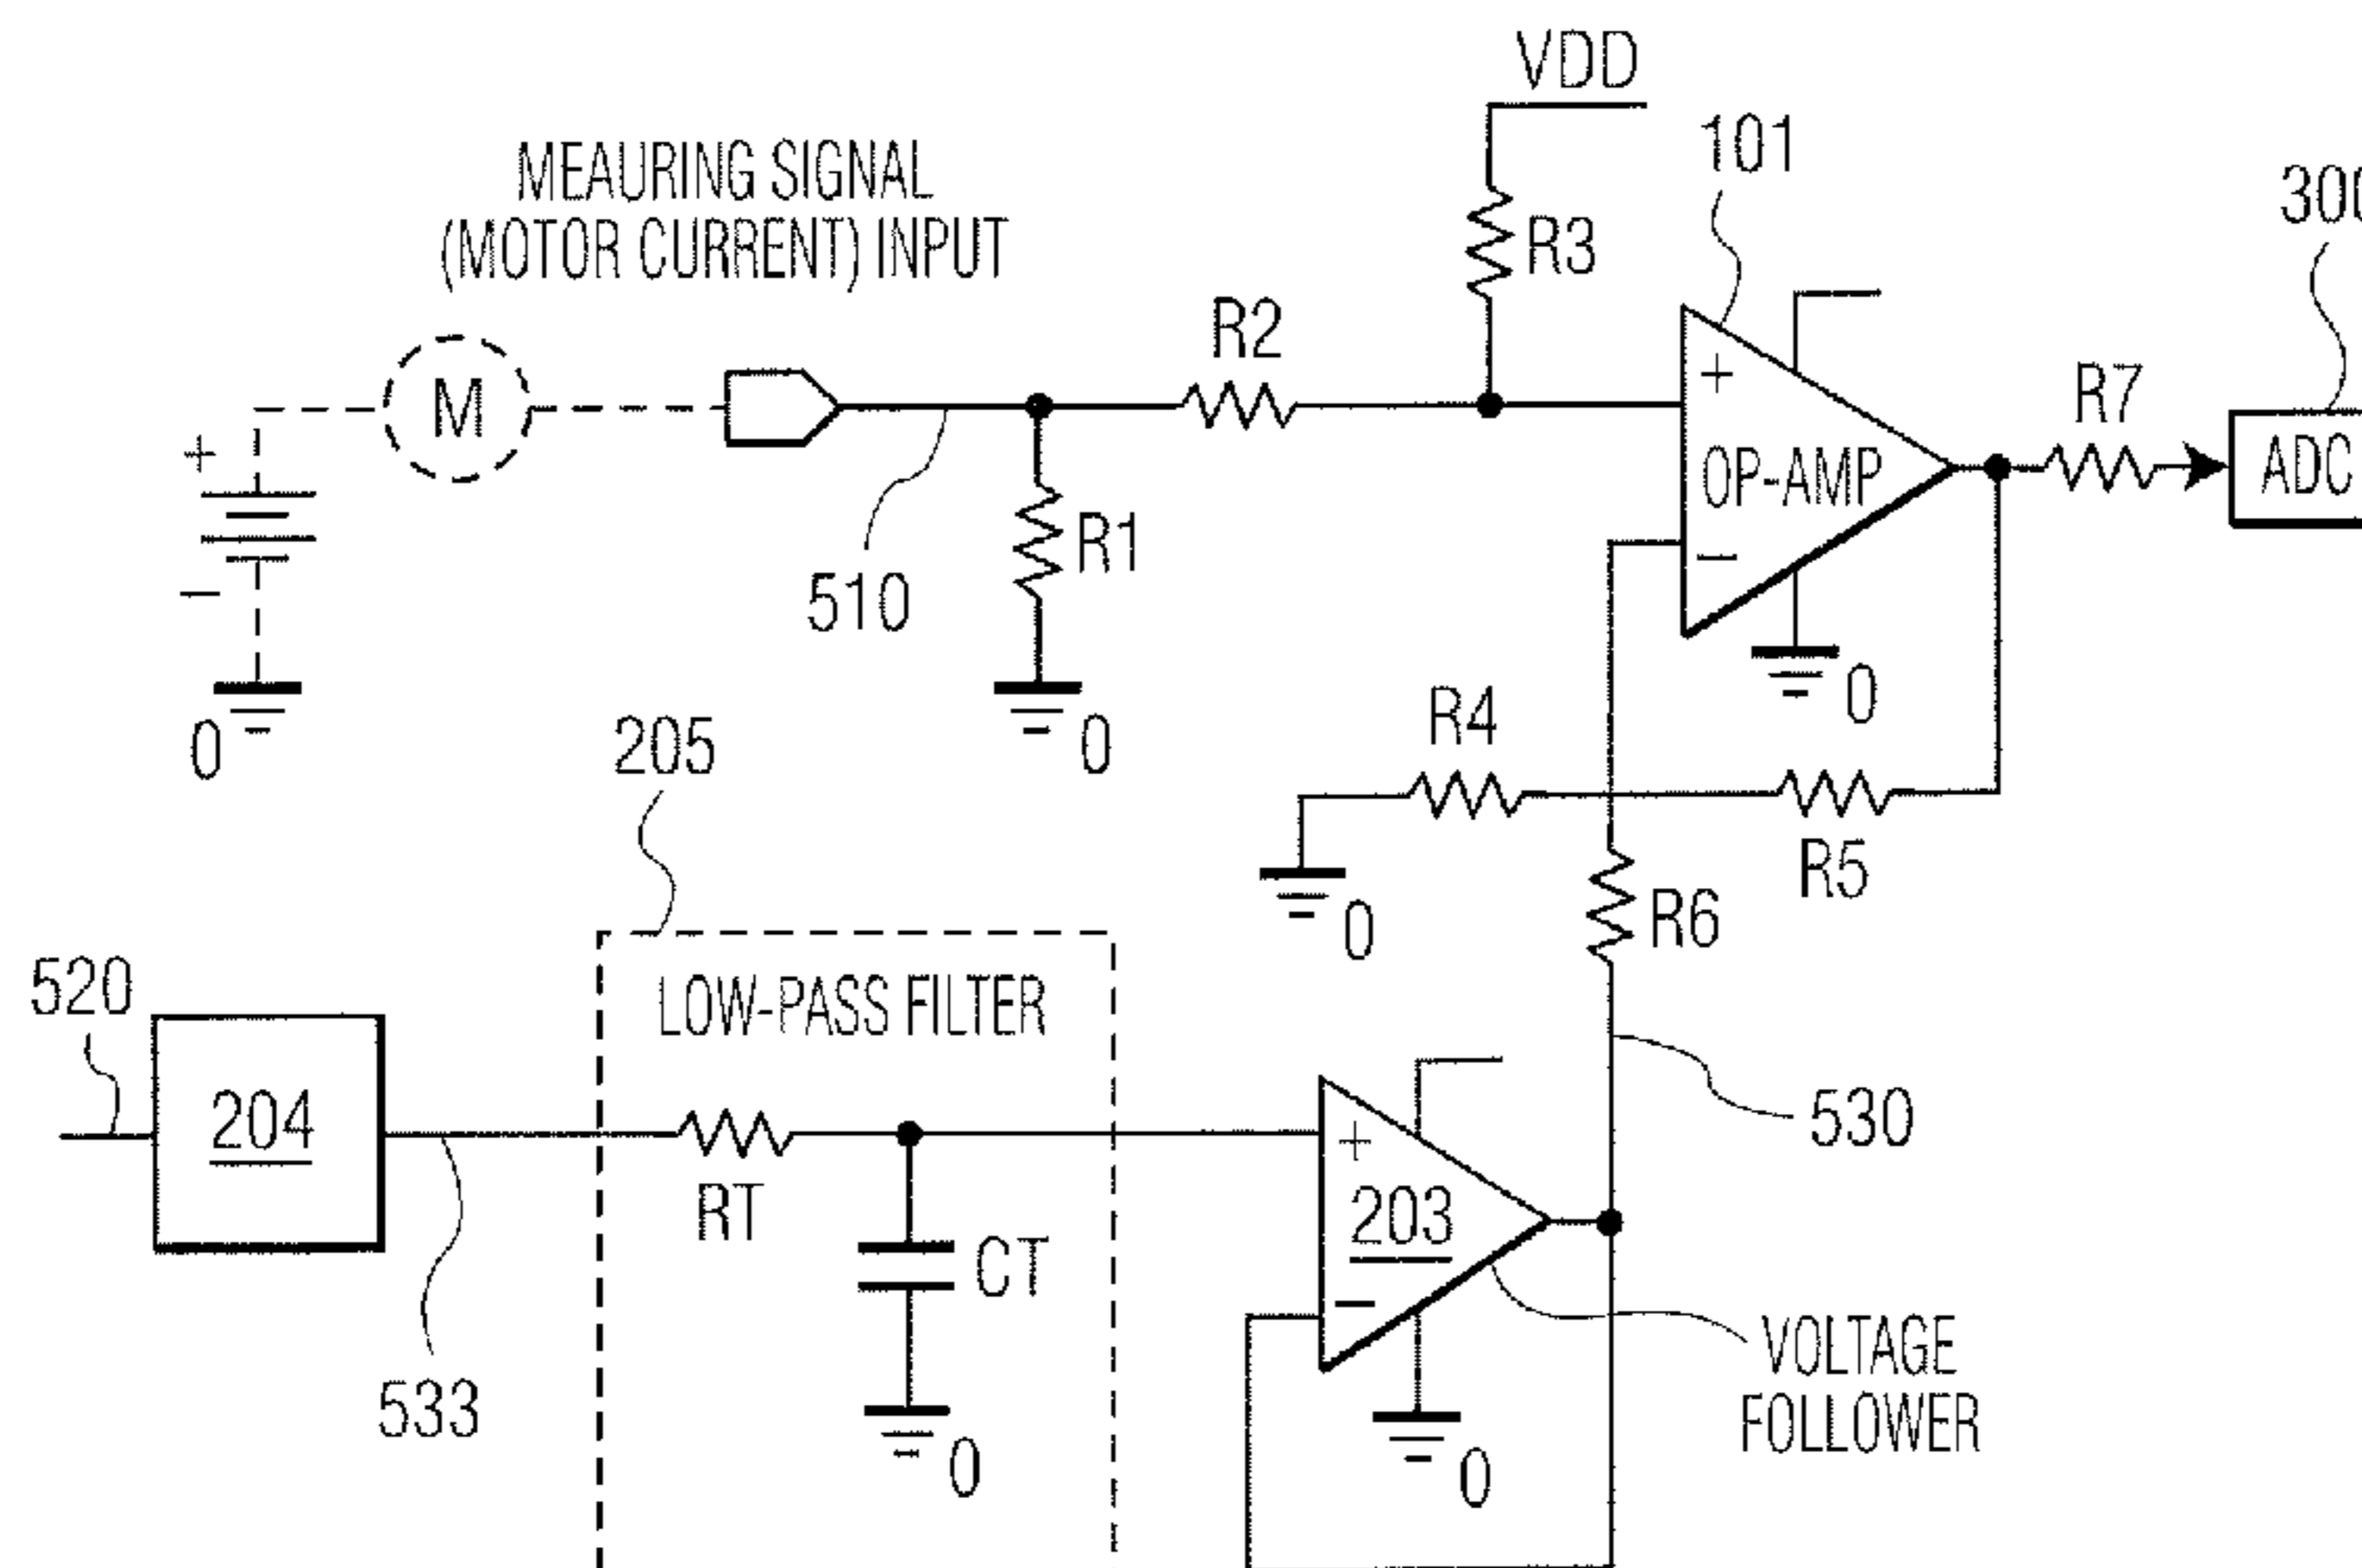 VDD
101
300
MEAURING SIGNAL
(MOTOR CURRENT) INPUT
R3
R2
M
+
−
0
510
R1
0
+
OP-AMP
−
0
R7
ADC
R4
0
R5
R6
205
LOW-PASS FILTER
520
204
533
RT
CT
0
+
203
−
0
530
VOLTAGE
FOLLOWER